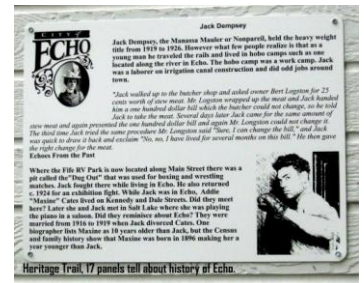 Jack Dempsey
CITY of
ECHO
Jack Dempsey, the Manassa Mauler or Nonpareil, held the heavy weight
title from 1919 to 1926. However what few people realize is that as a
young man he traveled the rails and lived in hobo camps such as one
located along the river in Echo. The hobo camp was a work camp. Jack
was a laborer on irrigation canal construction and did odd jobs around
town.
"Jack walked up to the butcher shop and asked owner Bert Longston for 25
cents worth of stew meat. Mr. Longston wrapped up the meat and Jack handed
him a one hundred dollar bill which the butcher could not change, so he told
Jack to take the meat. Several days later Jack came for the same amount of
stew meat and again presented the one hundred dollar bill and again Mr. Longston could not change it.
The third time Jack tried the same procedure Mr. Longston said "Sure, I can change the bill," and Jack
was quick to draw it back and exclaim "No, no, I have lived for several months on this bill." He then gave
the right change for the meat.
Echoes From the Past
Where the Fife RV Park is now located along Main Street there was a
pit called the"Dug Out" that was used for boxing and wrestling
matches. Jack fought there while living in Echo. He also returned
c. 1924 for an exhibition fight. While Jack was in Echo, Addie
"Maxine" Cates lived on Kennedy and Dale Streets. Did they meet
here? Later she and Jack met in Salt Lake where she was playing
the piano in a saloon. Did they reminisce about Echo? They were
married from 1916 to 1919 when Jack divorced Cates. One
biographer lists Maxine as 10 years older than Jack, but the Census
and family history show that Maxine was born in 1896 making her a
year younger than Jack.
Heritage Trail, 17 panels tell about history of Echo.